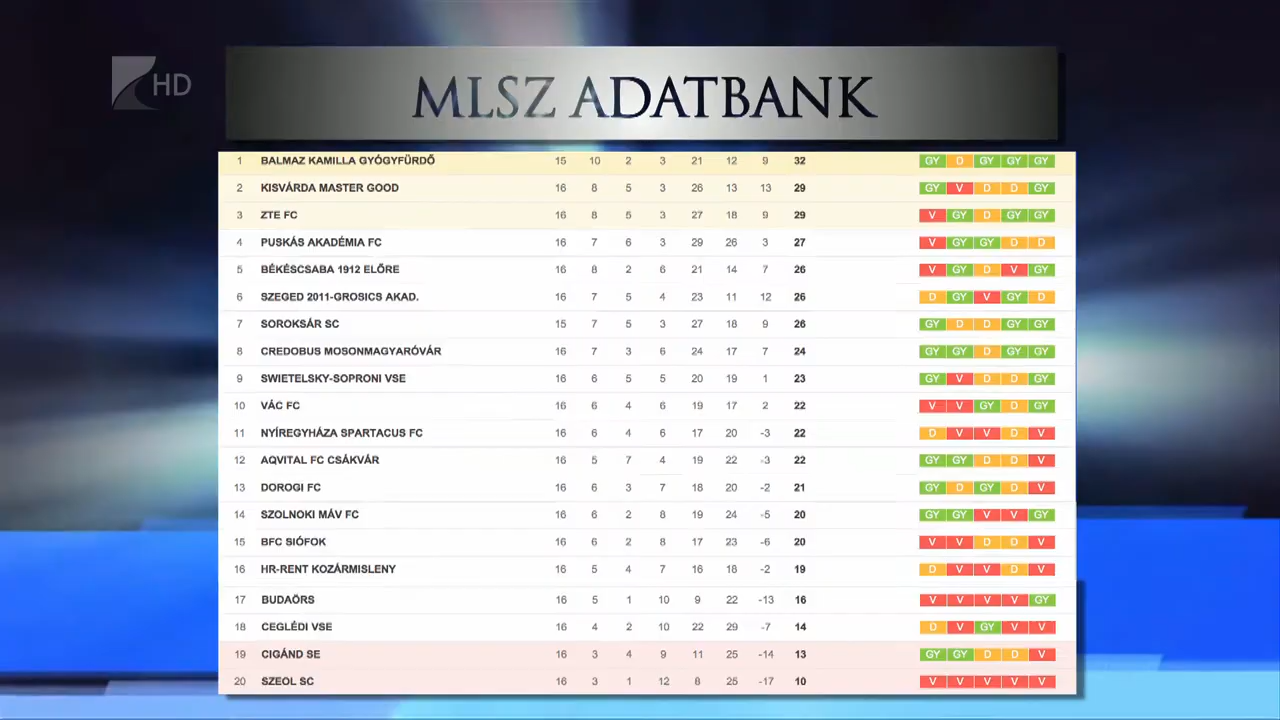 HD
MLSZ ADATBANK
1 BALMAZ KAMILLA GYÓGYFÜRDŐ 15 10 2 3 21 12 9 32 GY D GY GY GY
2 KISVÁRDA MASTER GOOD 16 8 5 3 26 13 13 29 GY V D D GY
3 ZTE FC 16 8 5 3 27 18 9 29 V GY D GY GY
4 PUSKÁS AKADÉMIA FC 16 7 6 3 29 26 3 27 V GY GY D D
5 BÉKÉSCSABA 1912 ELŐRE 16 8 2 6 21 14 7 26 V GY D V GY
6 SZEGED 2011-GROSICS AKAD. 16 7 5 4 23 11 12 26 D GY V GY D
7 SOROKSÁR SC 15 7 5 3 27 18 9 26 GY D D GY GY
8 CREDOBUS MOSONMAGYARÓVÁR 16 7 3 6 24 17 7 24 GY GY D GY GY
9 SWIETELSKY-SOPRONI VSE 16 6 5 5 20 19 1 23 GY V D D GY
10 VÁC FC 16 6 4 6 19 17 2 22 V V GY D GY
11 NYÍREGYHÁZA SPARTACUS FC 16 6 4 6 17 20 -3 22 D V V D V
12 AQVITAL FC CSÁKVÁR 16 5 7 4 19 22 -3 22 GY GY D D V
13 DOROGI FC 16 6 3 7 18 20 -2 21 GY D GY D V
14 SZOLNOKI MÁV FC 16 6 2 8 19 24 -5 20 GY GY V V GY
15 BFC SIÓFOK 16 6 2 8 17 23 -6 20 V V D D V
16 HR-RENT KOZÁRMISLENY 16 5 4 7 16 18 -2 19 D V V D V
17 BUDAÖRS 16 5 1 10 9 22 -13 16 V V V V GY
18 CEGLÉDI VSE 16 4 2 10 22 29 -7 14 D V GY V V
19 CIGÁND SE 16 3 4 9 11 25 -14 13 GY GY D D V
20 SZEOL SC 16 3 1 12 8 25 -17 10 V V V V V